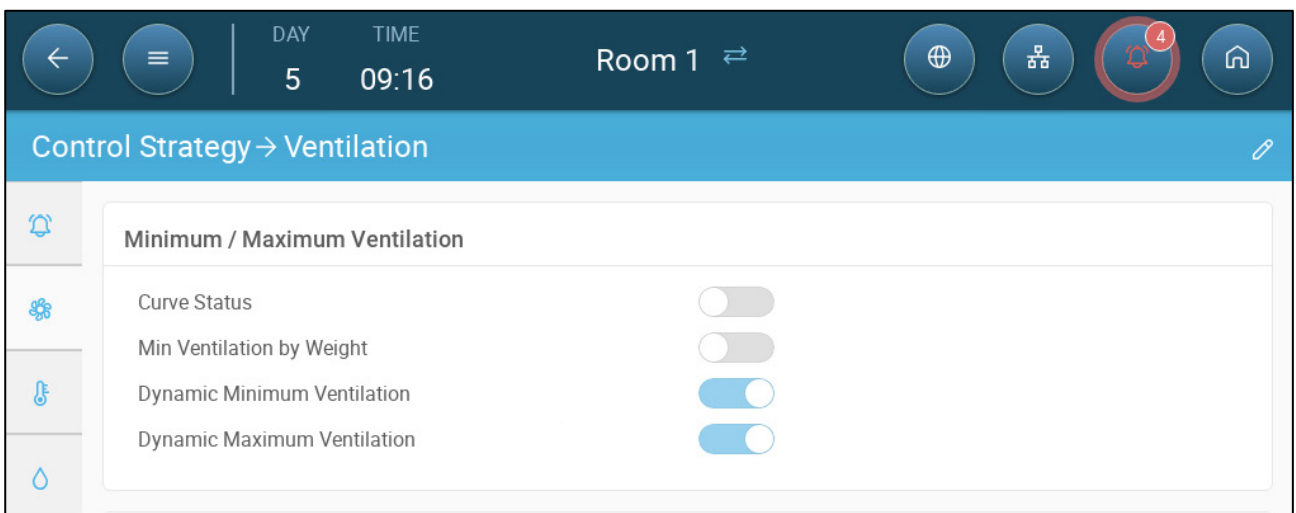 DAY TIME
5 09:16
Room 1
4
Control Strategy → Ventilation
Minimum / Maximum Ventilation
Curve Status
Min Ventilation by Weight
Dynamic Minimum Ventilation
Dynamic Maximum Ventilation